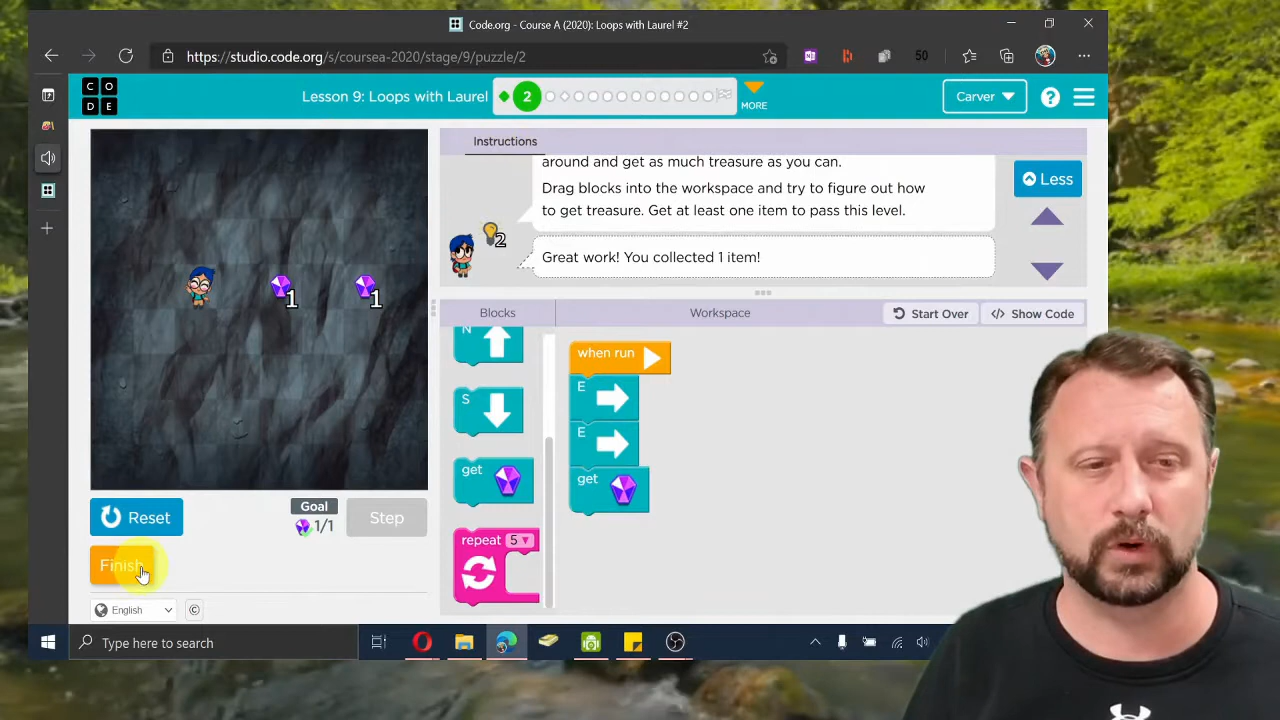 Code.org - Course A (2020): Loops with Laurel #2
https://studio.code.org/s/coursea-2020/stage/9/puzzle/2
50
C O
D E
Lesson 9: Loops with Laurel
2
MORE
Carver
?
Instructions
around and get as much treasure as you can.
Drag blocks into the workspace and try to figure out how
to get treasure. Get at least one item to pass this level.
Less
2
Great work! You collected 1 item!
1
1
Blocks
Workspace
Start Over
</> Show Code
N
S
get
repeat 5
when run
E
E
get
Reset
Goal
1/1
Step
Finish
English
©
Type here to search